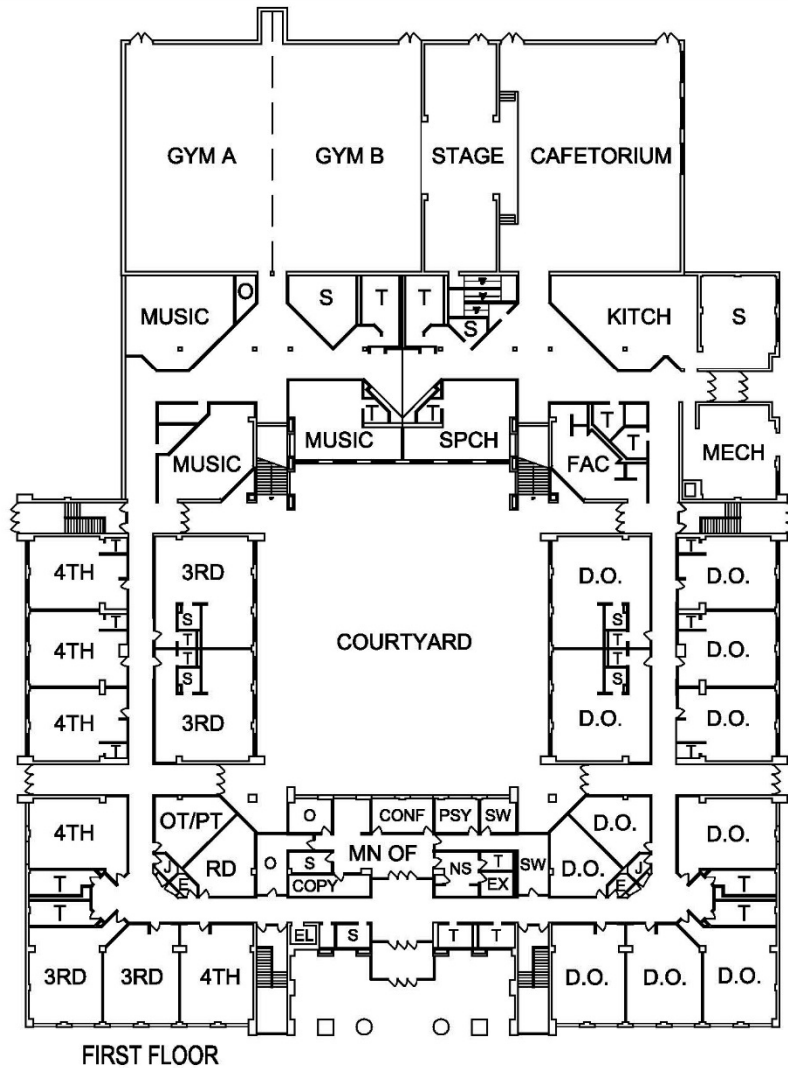 GYM A GYM B STAGE CAFETORIUM
MUSIC O S T T S KITCH S
MUSIC T T MUSIC SPCH FAC T T MECH
4TH T 3RD D.O. T D.O.
S S
4TH T T COURTYARD T T D.O.
T T
S S
4TH T 3RD D.O. T D.O.
4TH OT/PT O CONF PSY SW D.O. D.O.
RD O S MN OF NS T SW D.O.
T J E COPY EX E J T
T T
EL S T T
3RD 3RD 4TH D.O. D.O. D.O.
FIRST FLOOR